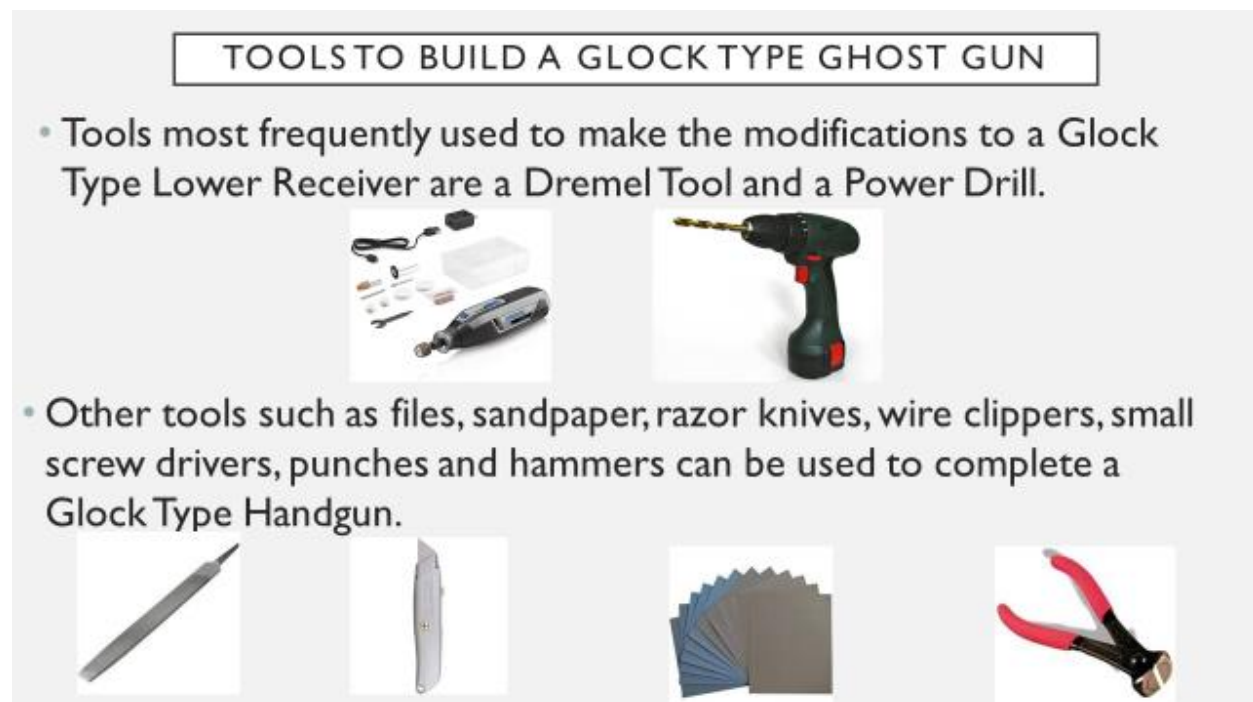 TOOLS TO BUILD A GLOCK TYPE GHOST GUN
• Tools most frequently used to make the modifications to a Glock
Type Lower Receiver are a Dremel Tool and a Power Drill.
• Other tools such as files, sandpaper, razor knives, wire clippers, small
screw drivers, punches and hammers can be used to complete a
Glock Type Handgun.